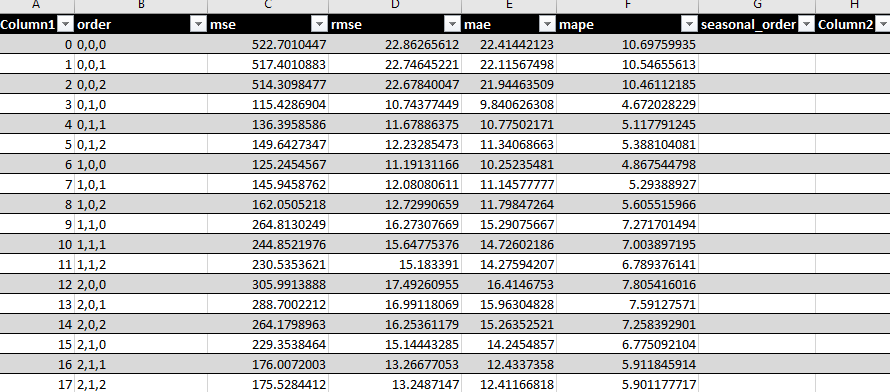 A B C D E F G H
Column1 order mse rmse mae mape seasonal_order Column2
0 0,0,0 522.7010447 22.86265612 22.41442123 10.69759935
1 0,0,1 517.4010883 22.74645221 22.11567498 10.54655613
2 0,0,2 514.3098477 22.67840047 21.94463509 10.46112185
3 0,1,0 115.4286904 10.74377449 9.840626308 4.672028229
4 0,1,1 136.3958586 11.67886375 10.77502171 5.117791245
5 0,1,2 149.6427347 12.23285473 11.34068663 5.388104081
6 1,0,0 125.2454567 11.19131166 10.25235481 4.867544798
7 1,0,1 145.9458762 12.08080611 11.14577777 5.29388927
8 1,0,2 162.0505218 12.72990659 11.79847264 5.605515966
9 1,1,0 264.8130249 16.27307669 15.29075667 7.271701494
10 1,1,1 244.8521976 15.64775376 14.72602186 7.003897195
11 1,1,2 230.5353621 15.183391 14.27594207 6.789376141
12 2,0,0 305.9913888 17.49260955 16.4146753 7.805416016
13 2,0,1 288.7002212 16.99118069 15.96304828 7.59127571
14 2,0,2 264.1798963 16.25361179 15.26352521 7.258392901
15 2,1,0 229.3538464 15.14443285 14.2454857 6.775092104
16 2,1,1 176.0072003 13.26677053 12.4337358 5.911845914
17 2,1,2 175.5284412 13.2487147 12.41166818 5.901177717